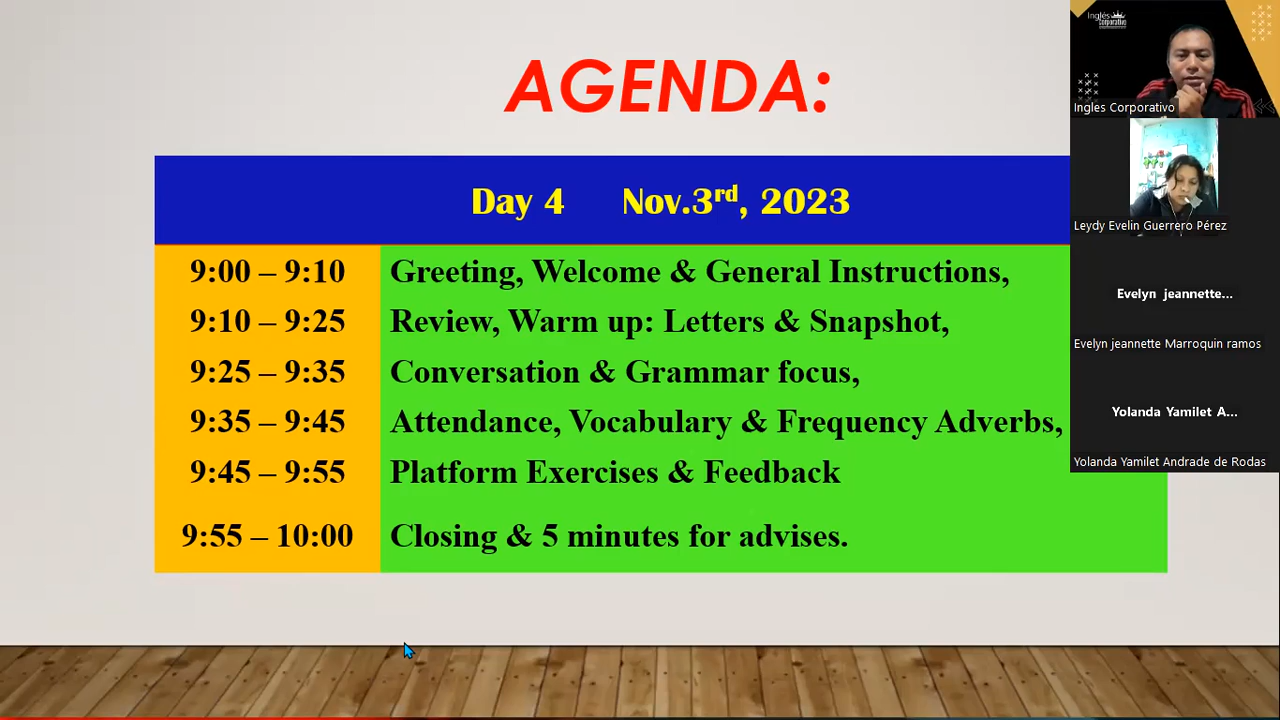 AGENDA:
Day 4 Nov.3rd, 2023
9:00 – 9:10 Greeting, Welcome & General Instructions,
9:10 – 9:25 Review, Warm up: Letters & Snapshot,
9:25 – 9:35 Conversation & Grammar focus,
9:35 – 9:45 Attendance, Vocabulary & Frequency Adverbs,
9:45 – 9:55 Platform Exercises & Feedback
9:55 – 10:00 Closing & 5 minutes for advises.
Inglés
Corporativo
Ingles Corporativo
Leydy Evelin Guerrero Pérez
Evelyn jeannette...
Evelyn jeannette Marroquin ramos
Yolanda Yamilet A...
Yolanda Yamilet Andrade de Rodas